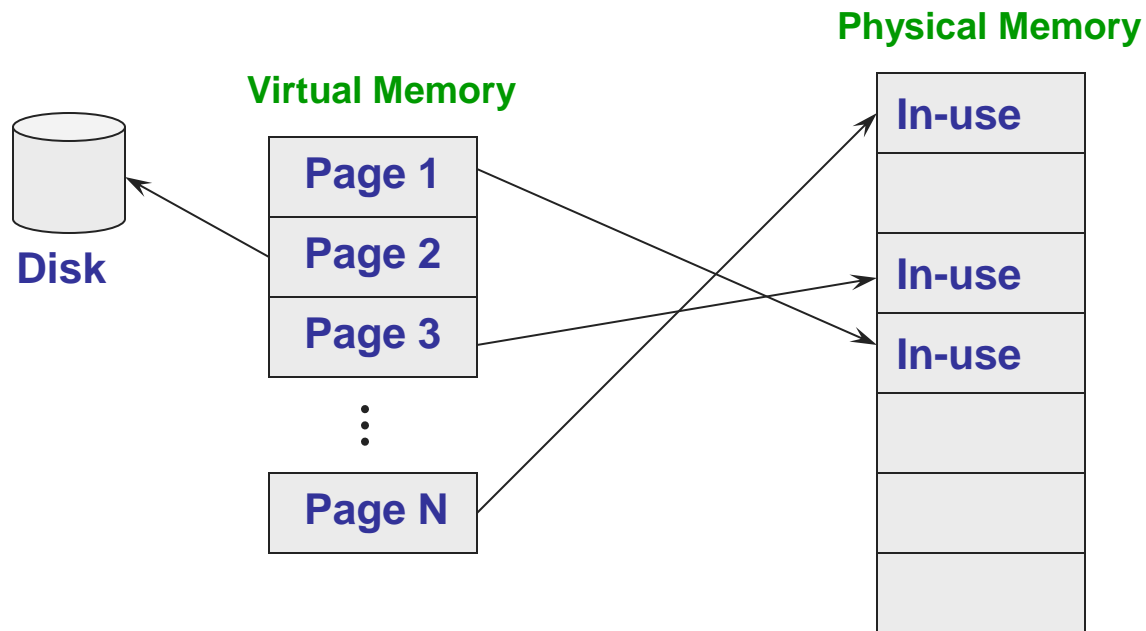 Physical Memory
Virtual Memory
In-use
Page 1
Page 2
In-use
Disk
Page 3
In-use
Page N